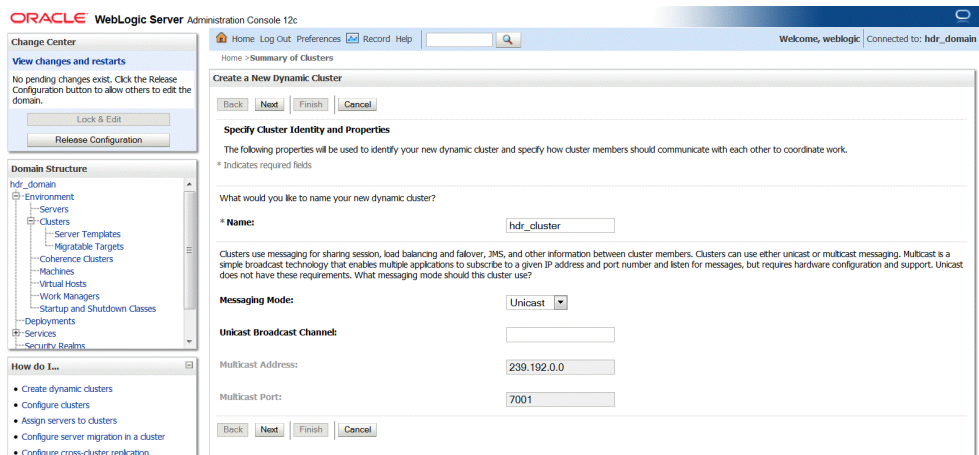 ORACLE WebLogic Server Administration Console 12c
Change Center
View changes and restarts
No pending changes exist. Click the Release
Configuration button to allow others to edit the
domain.
Lock & Edit
Release Configuration
Domain Structure
hdr_domain
Environment
Servers
Clusters
Server Templates
Migratable Targets
Coherence Clusters
Machines
Virtual Hosts
Work Managers
Startup and Shutdown Classes
Deployments
Services
Security Realms
How do I...
Create dynamic clusters
Configure clusters
Assign servers to clusters
Configure server migration in a cluster
Configure cross-cluster replication
Home Log Out Preferences Record Help
Welcome, weblogic Connected to: hdr_domain
Home >Summary of Clusters
Create a New Dynamic Cluster
Back Next Finish Cancel
Specify Cluster Identity and Properties
The following properties will be used to identify your new dynamic cluster and specify how cluster members should communicate with each other to coordinate work.
* Indicates required fields
What would you like to name your new dynamic cluster?
* Name: hdr_cluster
Clusters use messaging for sharing session, load balancing and failover, JMS, and other information between cluster members. Clusters can use either unicast or multicast messaging. Multicast is a
simple broadcast technology that enables multiple applications to subscribe to a given IP address and port number and listen for messages, but requires hardware configuration and support. Unicast
does not have these requirements. What messaging mode should this cluster use?
Messaging Mode: Unicast
Unicast Broadcast Channel:
Multicast Address: 239.192.0.0
Multicast Port: 7001
Back Next Finish Cancel